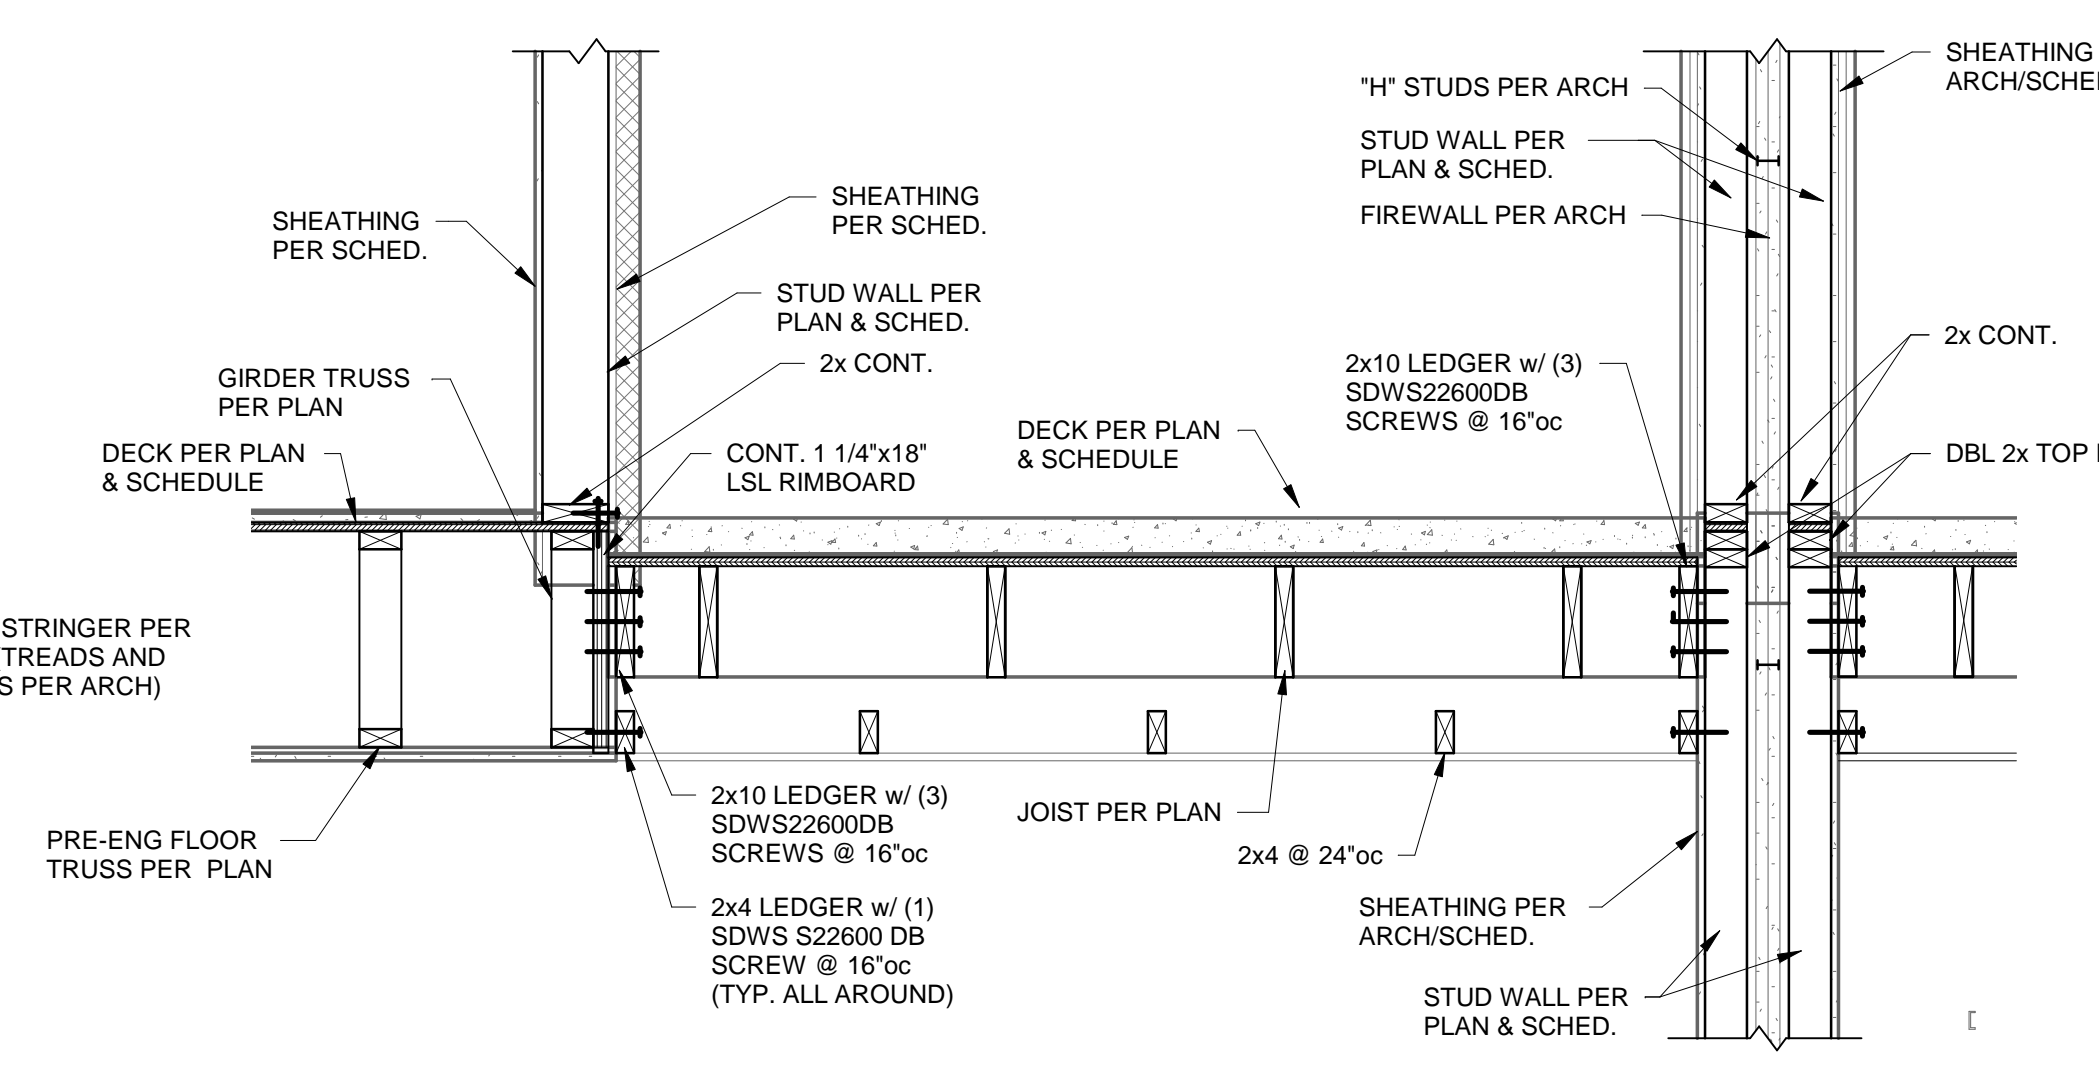 SHEATHING
ARCH/SCHE
"H" STUDS PER ARCH
STUD WALL PER
PLAN & SCHED.
FIREWALL PER ARCH
SHEATHING
PER SCHED.
SHEATHING
PER SCHED.
STUD WALL PER
PLAN & SCHED.
2x CONT.
2x CONT.
GIRDER TRUSS
PER PLAN
2x10 LEDGER w/ (3)
SDWS22600DB
SCREWS @ 16"oc
DECK PER PLAN
& SCHEDULE
DECK PER PLAN
& SCHEDULE
CONT. 1 1/4"x18"
LSL RIMBOARD
DBL 2x TOP
STRINGER PER
TREADS AND
S PER ARCH)
PRE-ENG FLOOR
TRUSS PER PLAN
2x10 LEDGER w/ (3)
SDWS22600DB
SCREWS @ 16"oc
2x4 LEDGER w/ (1)
SDWS S22600 DB
SCREW @ 16"oc
(TYP. ALL AROUND)
JOIST PER PLAN
2x4 @ 24"oc
SHEATHING PER
ARCH/SCHED.
STUD WALL PER
PLAN & SCHED.